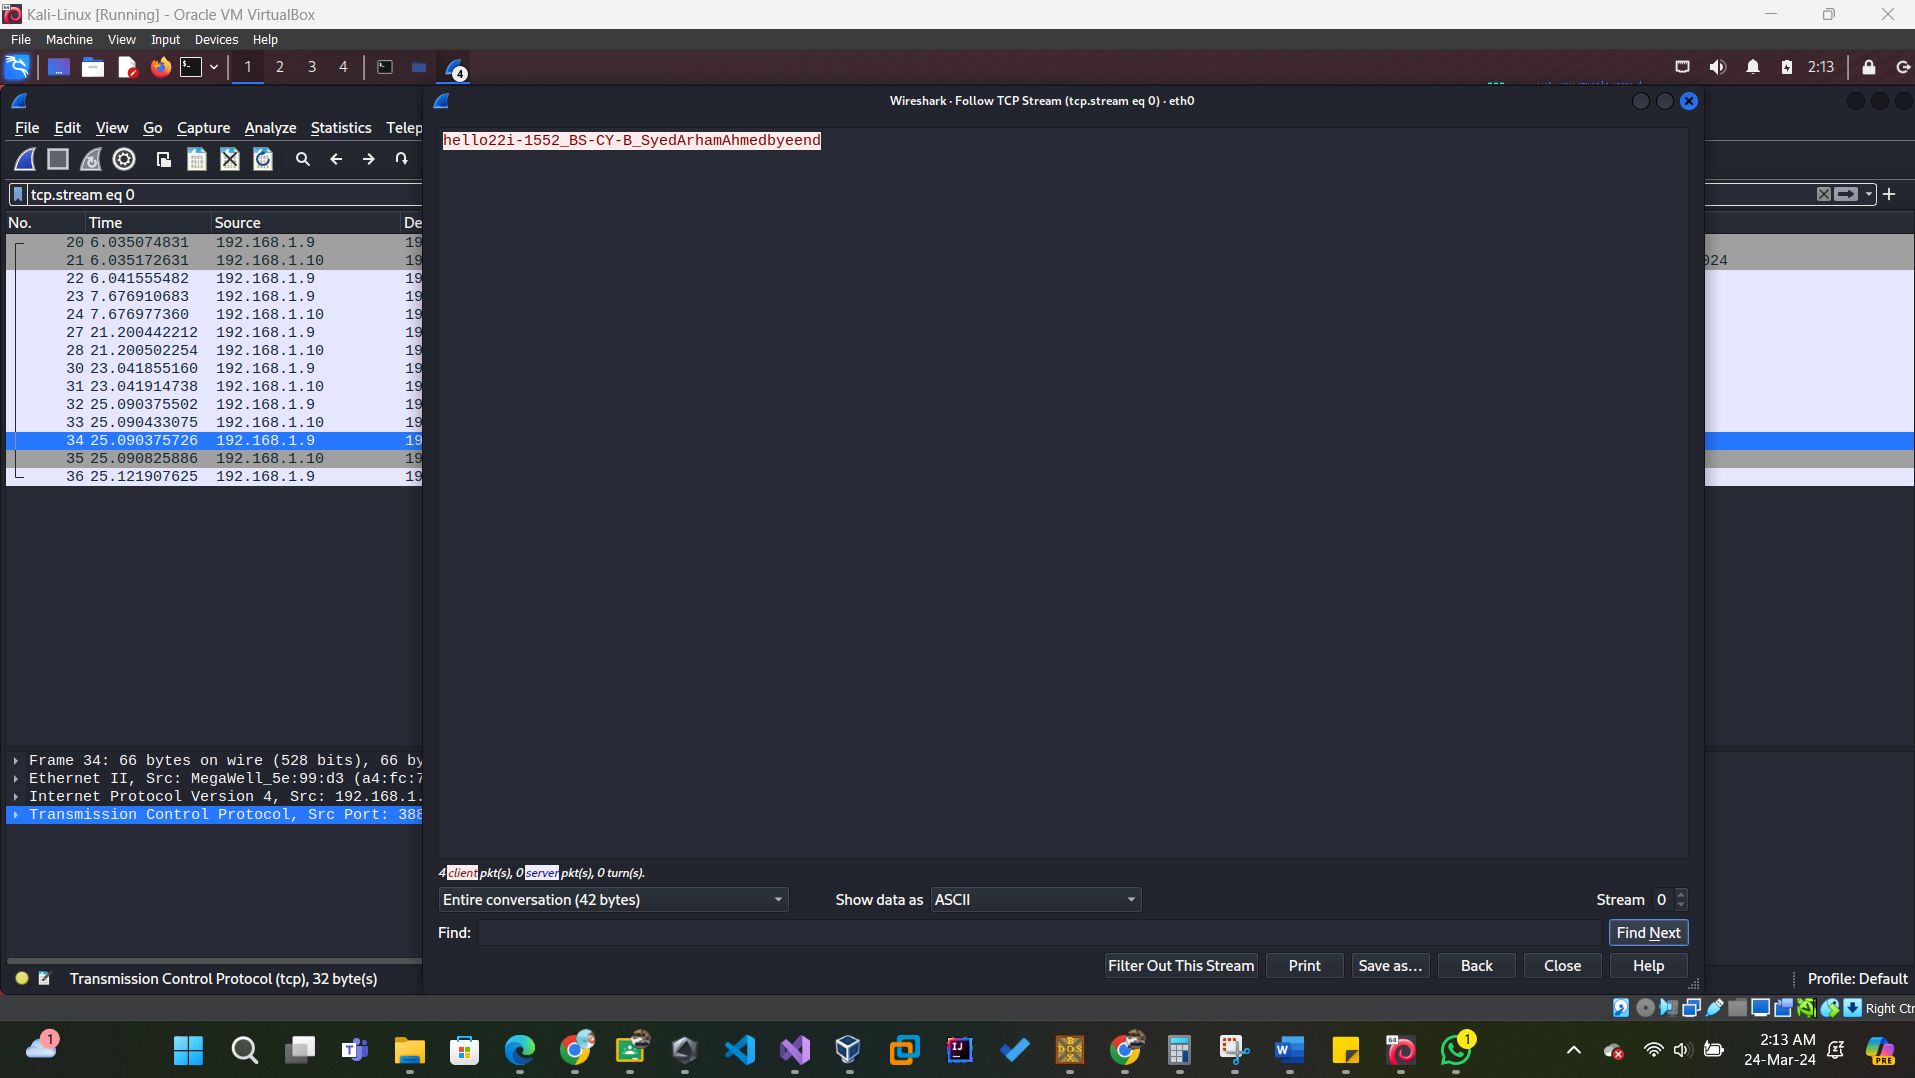 Kali-Linux [Running] - Oracle VM VirtualBox
File Machine View Input Devices Help
1 2 3 4 4 2:13
Wireshark · Follow TCP Stream (tcp.stream eq 0) · eth0
File Edit View Go Capture Analyze Statistics Telep
hello22i-1552_BS-CY-B_SyedArhamAhmedbyeend
tcp.stream eq 0
No. Time Source De
20 6.035074831 192.168.1.9 19
21 6.035172631 192.168.1.10 19 024
22 6.041555482 192.168.1.9 19
23 7.676910683 192.168.1.9 19
24 7.676977360 192.168.1.10 19
27 21.200442212 192.168.1.9 19
28 21.200502254 192.168.1.10 19
30 23.041855160 192.168.1.9 19
31 23.041914738 192.168.1.10 19
32 25.090375502 192.168.1.9 19
33 25.090433075 192.168.1.10 19
34 25.090375726 192.168.1.9 19
35 25.090825886 192.168.1.10 19
36 25.121907625 192.168.1.9 19
Frame 34: 66 bytes on wire (528 bits), 66 by
Ethernet II, Src: MegaWell_5e:99:d3 (a4:fc:7
Internet Protocol Version 4, Src: 192.168.1.
Transmission Control Protocol, Src Port: 388
4 client pkt(s), 0 server pkt(s), 0 turn(s).
Entire conversation (42 bytes) Show data as ASCII Stream 0
Find: Find Next
Filter Out This Stream Print Save as… Back Close Help
Transmission Control Protocol (tcp), 32 byte(s) Profile: Default
Right Ctr
1 1 2:13 AM
24-Mar-24
PRE